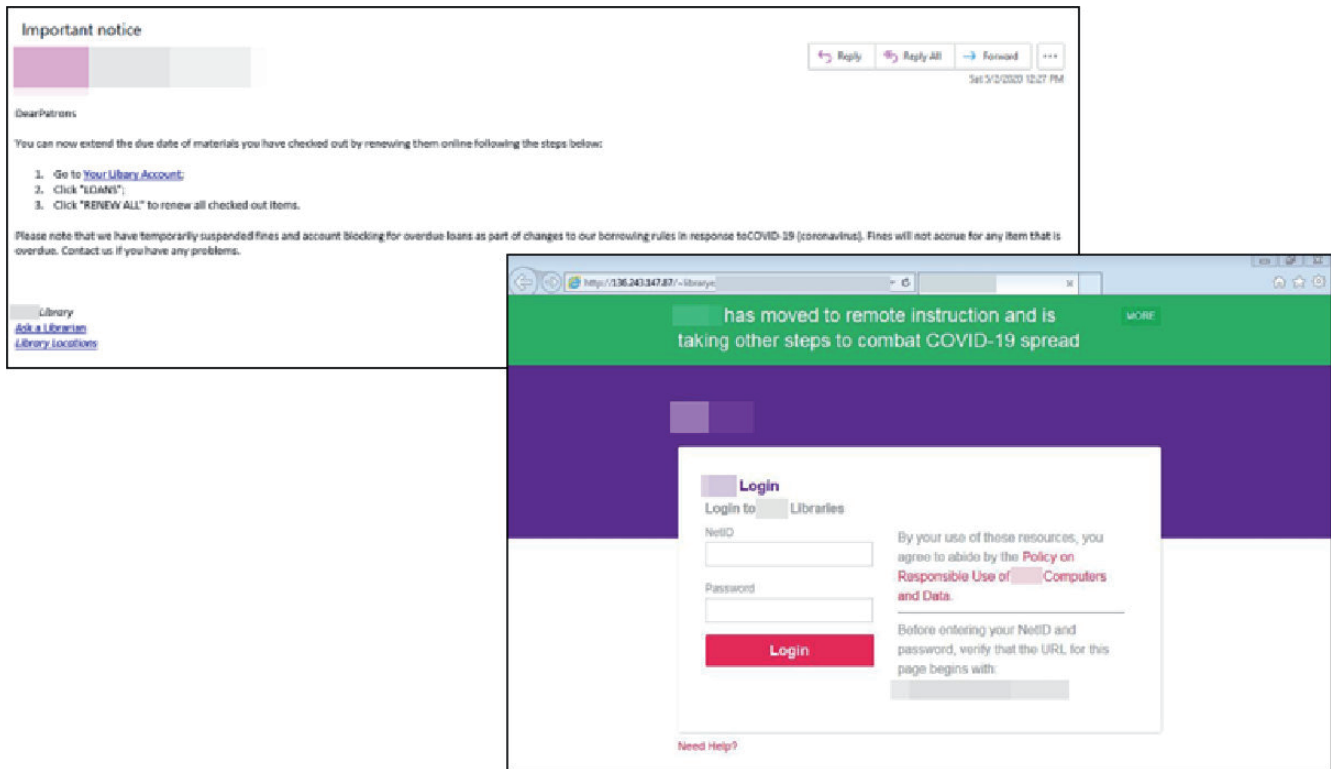 Important notice
Reply Reply All Forward ...
Sat 5/2/2020 12:27 PM
DearPatrons
You can now extend the due date of materials you have checked out by renewing them online following the steps below:
1. Go to Your Libary Account;
2. Click "LOANS";
3. Click "RENEW ALL" to renew all checked out items.
Please note that we have temporarily suspended fines and account blocking for overdue loans as part of changes to our borrowing rules in response toCOVID-19 (coronavirus). Fines will not accrue for any item that is
overdue. Contact us if you have any problems.
Library
Ask a Librarian
Library Locations
http://136.243.147.87/~librarye
has moved to remote instruction and is
MORE
taking other steps to combat COVID-19 spread
Login
Login to Libraries
NetID
Password
Login
By your use of these resources, you
agree to abide by the Policy on
Responsible Use of Computers
and Data.
Before entering your NetID and
password, verify that the URL for this
page begins with:
Need Help?